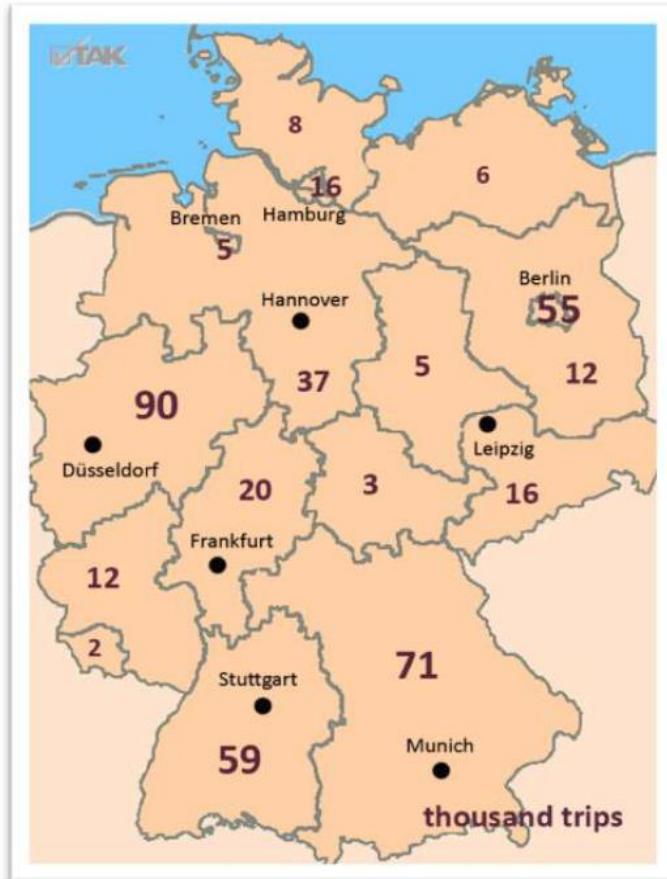 TAK
8
6
16
Bremen
Hamburg
5
Berlin
55
Hannover
37
5
12
90
Düsseldorf
Leipzig
16
20
3
Frankfurt
12
2
71
Stuttgart
59
Munich
thousand trips